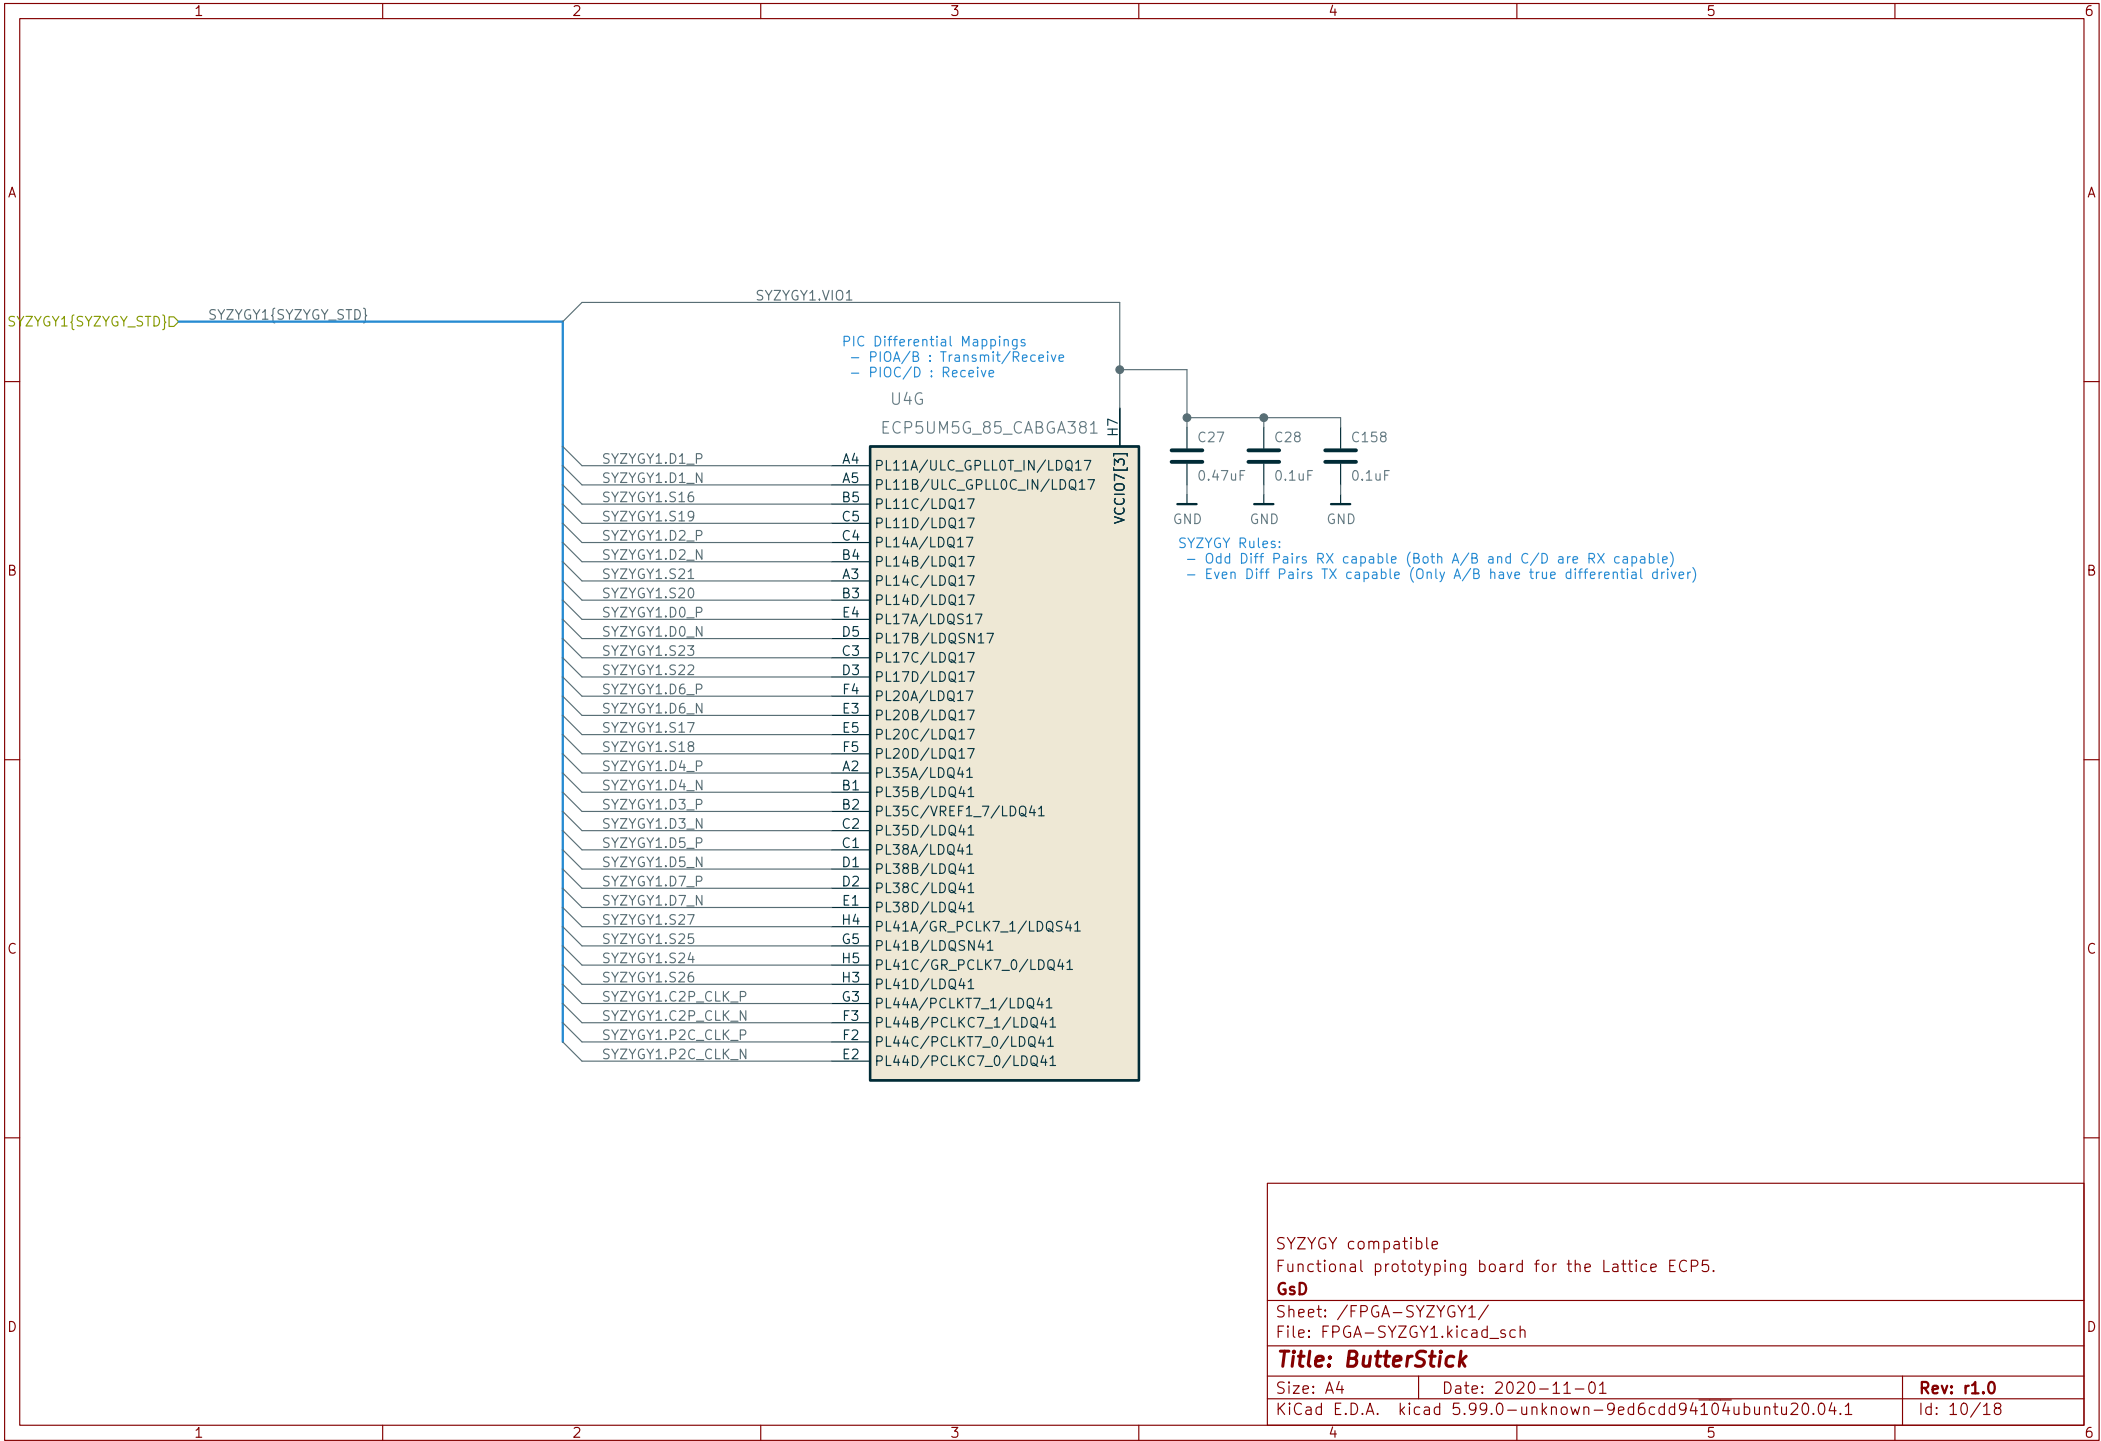 1 2 3 4 5 6
A A
SYZYGY1.VIO1
SYZYGY1{SYZYGY_STD} SYZYGY1{SYZYGY_STD}
PIC Differential Mappings
- PIOA/B : Transmit/Receive
- PIOC/D : Receive
U4G
ECP5UM5G_85_CABGA381
H7
VCCIO7[3]
C27 C28 C158
0.47uF 0.1uF 0.1uF
GND GND GND
SYZYGY Rules:
- Odd Diff Pairs RX capable (Both A/B and C/D are RX capable)
- Even Diff Pairs TX capable (Only A/B have true differential driver)
B B
SYZYGY1.D1_P A4 PL11A/ULC_GPLL0T_IN/LDQ17
SYZYGY1.D1_N A5 PL11B/ULC_GPLL0C_IN/LDQ17
SYZYGY1.S16 B5 PL11C/LDQ17
SYZYGY1.S19 C5 PL11D/LDQ17
SYZYGY1.D2_P C4 PL14A/LDQ17
SYZYGY1.D2_N B4 PL14B/LDQ17
SYZYGY1.S21 A3 PL14C/LDQ17
SYZYGY1.S20 B3 PL14D/LDQ17
SYZYGY1.D0_P E4 PL17A/LDQS17
SYZYGY1.D0_N D5 PL17B/LDQSN17
SYZYGY1.S23 C3 PL17C/LDQ17
SYZYGY1.S22 D3 PL17D/LDQ17
SYZYGY1.D6_P F4 PL20A/LDQ17
SYZYGY1.D6_N E3 PL20B/LDQ17
SYZYGY1.S17 E5 PL20C/LDQ17
SYZYGY1.S18 F5 PL20D/LDQ17
SYZYGY1.D4_P A2 PL35A/LDQ41
SYZYGY1.D4_N B1 PL35B/LDQ41
SYZYGY1.D3_P B2 PL35C/VREF1_7/LDQ41
SYZYGY1.D3_N C2 PL35D/LDQ41
SYZYGY1.D5_P C1 PL38A/LDQ41
SYZYGY1.D5_N D1 PL38B/LDQ41
SYZYGY1.D7_P D2 PL38C/LDQ41
SYZYGY1.D7_N E1 PL38D/LDQ41
SYZYGY1.S27 H4 PL41A/GR_PCLK7_1/LDQS41
SYZYGY1.S25 G5 PL41B/LDQSN41
SYZYGY1.S24 H5 PL41C/GR_PCLK7_0/LDQ41
SYZYGY1.S26 H3 PL41D/LDQ41
SYZYGY1.C2P_CLK_P G3 PL44A/PCLKT7_1/LDQ41
SYZYGY1.C2P_CLK_N F3 PL44B/PCLKC7_1/LDQ41
SYZYGY1.P2C_CLK_P F2 PL44C/PCLKT7_0/LDQ41
SYZYGY1.P2C_CLK_N E2 PL44D/PCLKC7_0/LDQ41
C C
SYZYGY compatible
Functional prototyping board for the Lattice ECP5.
GsD
Sheet: /FPGA-SYZYGY1/
File: FPGA-SYZGY1.kicad_sch
D D
Title: ButterStick
Size: A4 Date: 2020-11-01 Rev: r1.0
KiCad E.D.A. kicad 5.99.0-unknown-9ed6cdd94104ubuntu20.04.1 Id: 10/18
1 2 3 4 5 6